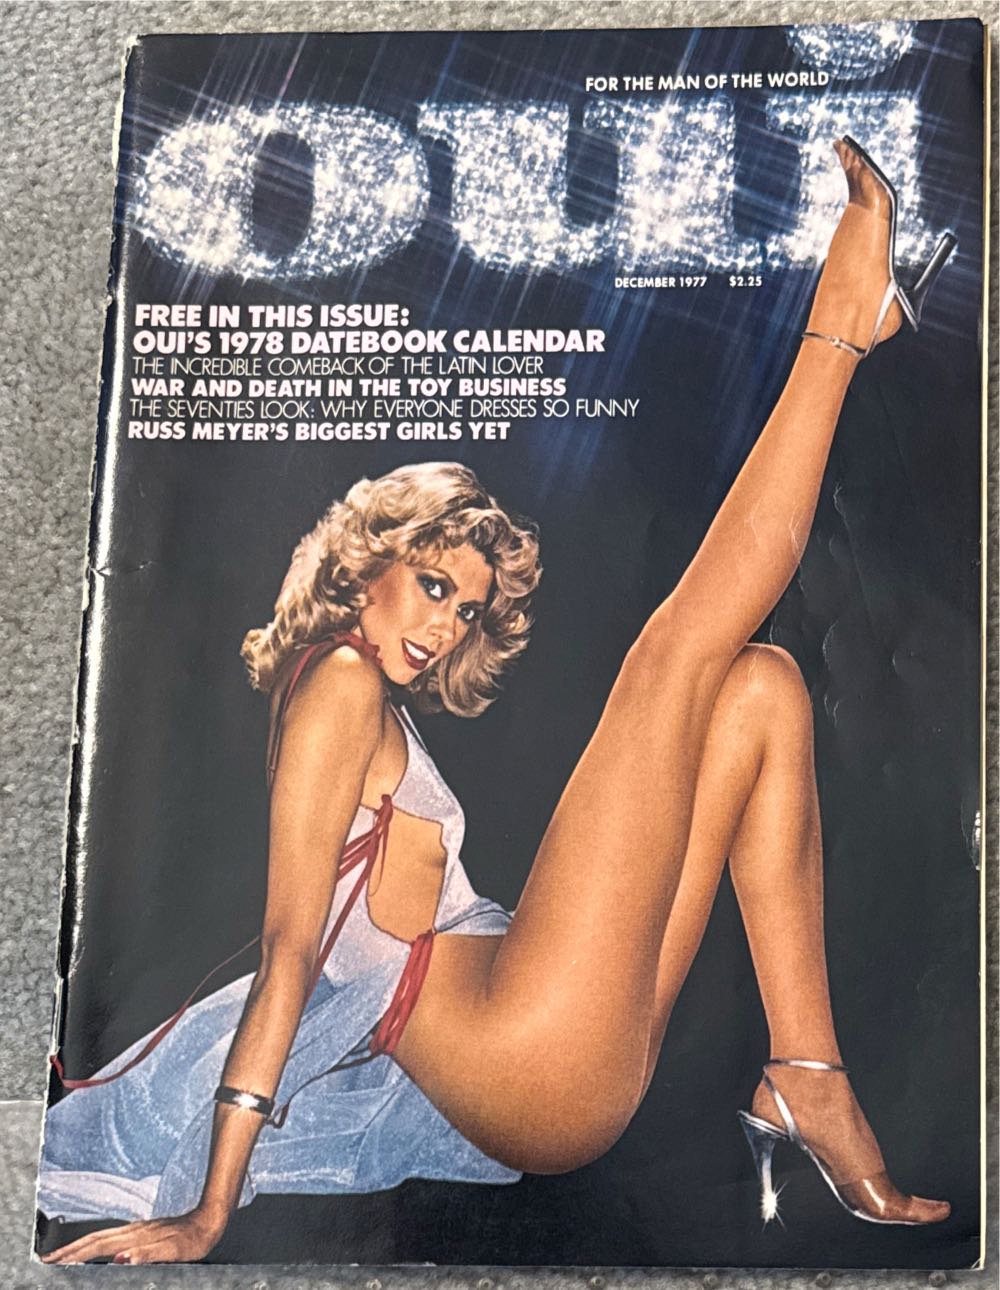 FOR THE MAN OF THE WORLD
oui
DECEMBER 1977 $2.25
FREE IN THIS ISSUE:
OUI'S 1978 DATEBOOK CALENDAR
THE INCREDIBLE COMEBACK OF THE LATIN LOVER
WAR AND DEATH IN THE TOY BUSINESS
THE SEVENTIES LOOK: WHY EVERYONE DRESSES SO FUNNY
RUSS MEYER'S BIGGEST GIRLS YET